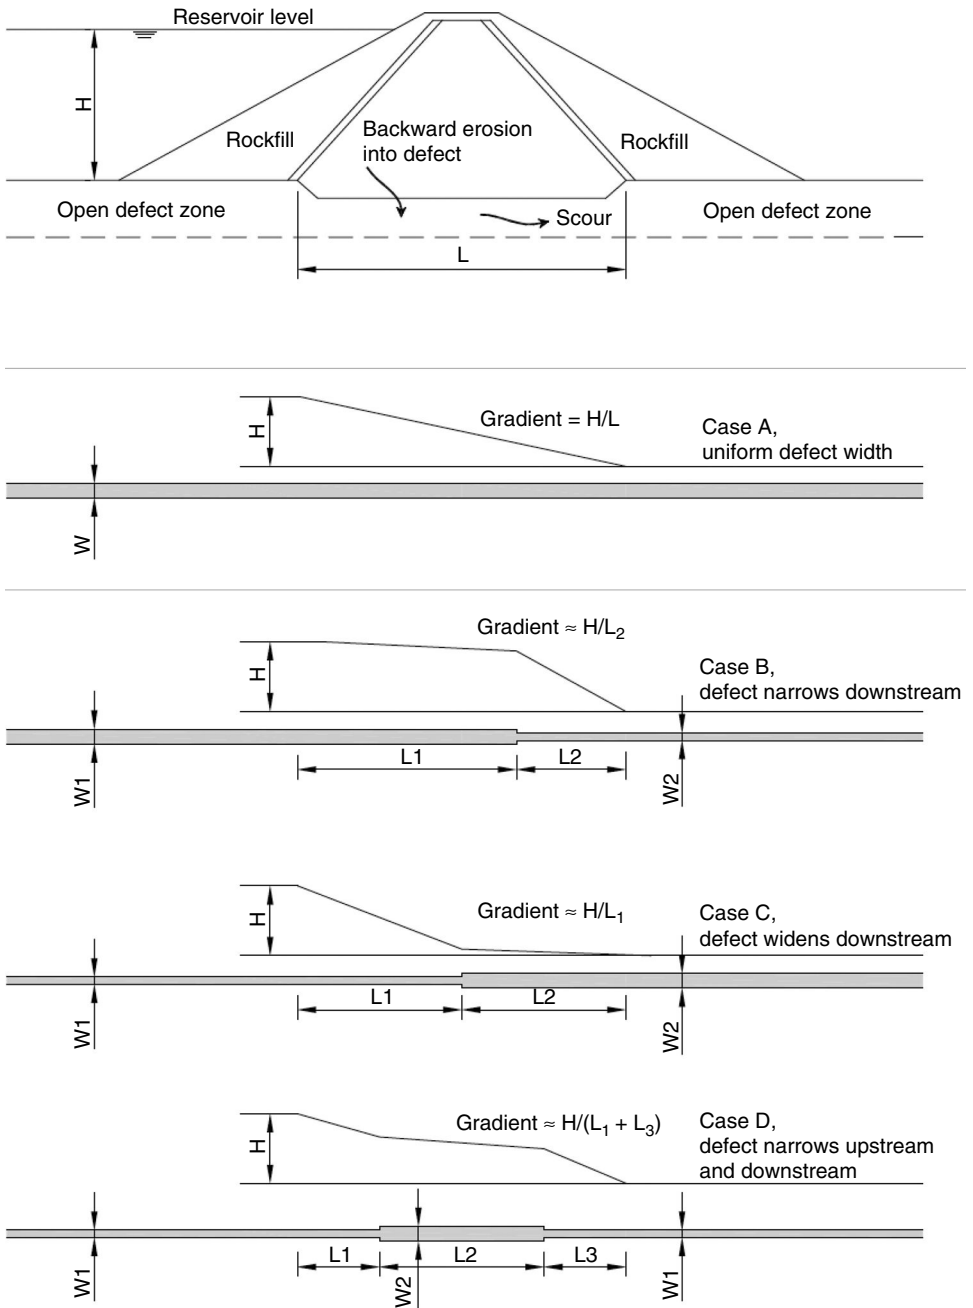 Reservoir level
H
Rockfill
Backward erosion
into defect
Rockfill
Open defect zone
Scour
Open defect zone
L
H
Gradient = H/L
Case A,
uniform defect width
W
Gradient ≈ H/L₂
H
Case B,
defect narrows downstream
L1
L2
W1
W2
H
Gradient ≈ H/L₁
Case C,
defect widens downstream
L1
L2
W1
W2
H
Gradient ≈ H/(L₁ + L₃)
Case D,
defect narrows upstream
and downstream
L1
L2
L3
W1
W2
W1